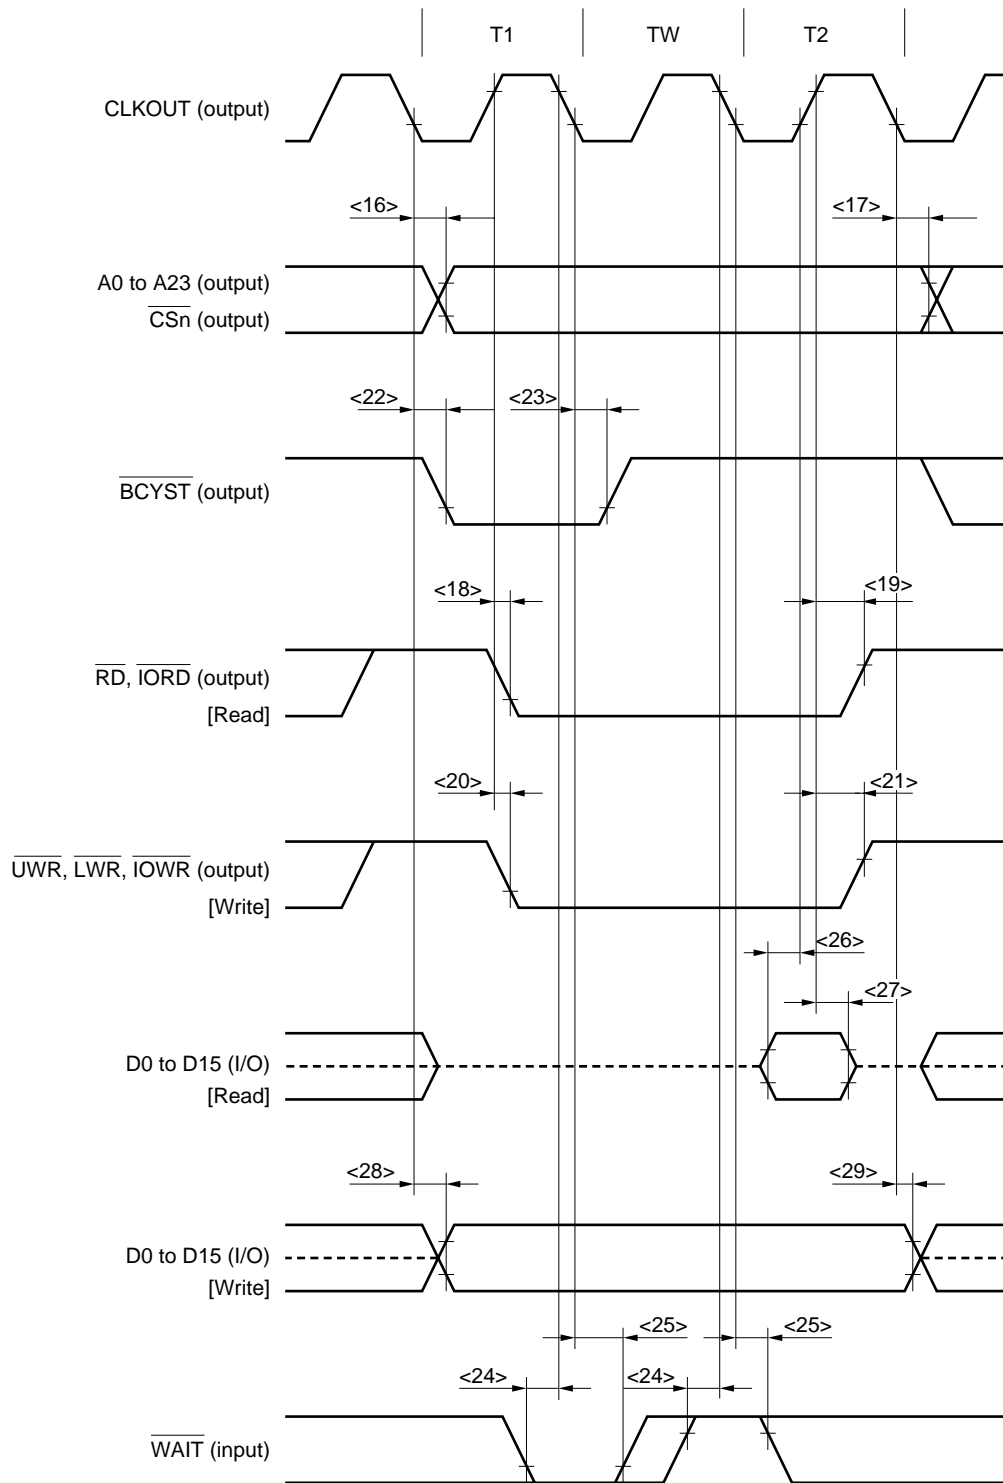 T1 TW T2
CLKOUT (output)
<16> <17>
A0 to A23 (output)
CSn (output)
<22> <23>
BCYST (output)
<18> <19>
RD, IORD (output)
[Read]
<20> <21>
UWR, LWR, IOWR (output)
[Write]
<26>
<27>
D0 to D15 (I/O)
[Read]
<28> <29>
D0 to D15 (I/O)
[Write]
<25> <25>
<24> <24>
WAIT (input)